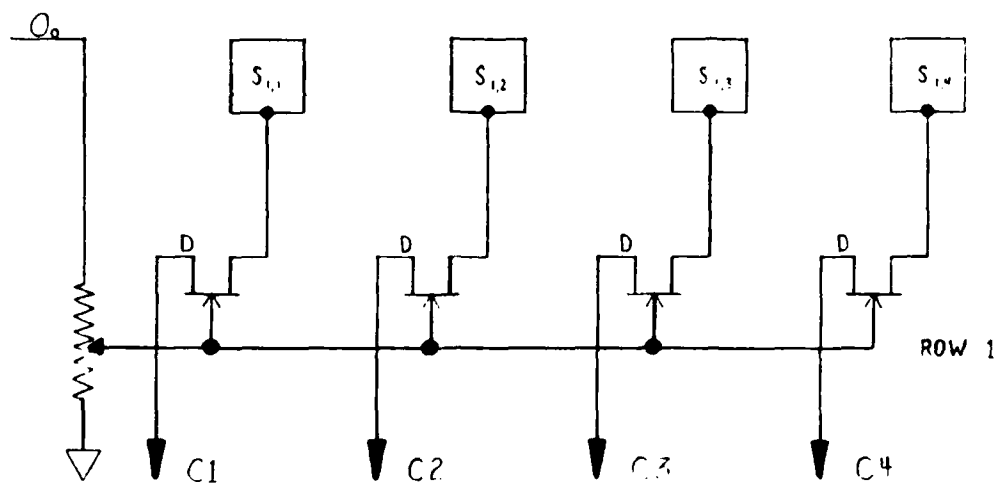 O₀
S₁,₁ S₁,₂ S₁,₃ S₁,₄
D D D D
ROW 1
C1 C2 C3 C4